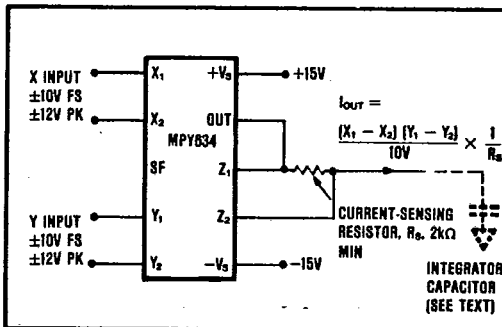 X INPUT
±10V FS
±12V PK
X₁
X₂
SF
Y INPUT
±10V FS
±12V PK
Y₁
Y₂
MPY634
+Vs
OUT
Z₁
Z₂
−Vs
+15V
−15V
IOUT =
(X₁ − X₂) (Y₁ − Y₂)
10V
× 1
Rs
CURRENT-SENSING
RESISTOR, Rs, 2kΩ
MIN
INTEGRATOR
CAPACITOR
(SEE TEXT)